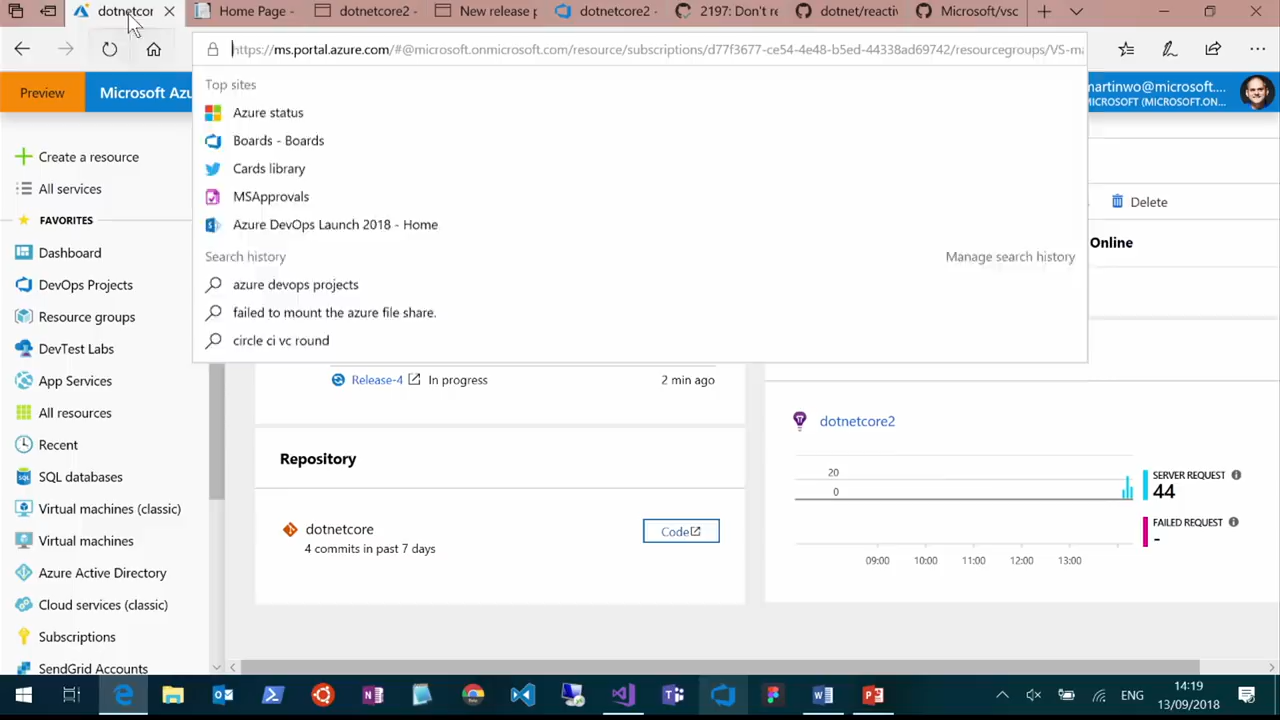 dotnetcor
Home Page -
dotnetcore2 -
New release p
dotnetcore2 -
2197: Don't re
dotnet/reactiv
Microsoft/vsc
https://ms.portal.azure.com/#@microsoft.onmicrosoft.com/resource/subscriptions/d77f3677-ce54-4e48-b5ed-44338ad69742/resourcegroups/VS-ma
Top sites
Azure status
Boards - Boards
Cards library
MSApprovals
Azure DevOps Launch 2018 - Home
Search history
Manage search history
azure devops projects
failed to mount the azure file share.
circle ci vc round
Preview
Microsoft Azu
martinwo@microsoft....
MICROSOFT (MICROSOFT.ON...
Create a resource
All services
FAVORITES
Dashboard
DevOps Projects
Resource groups
DevTest Labs
App Services
All resources
Recent
SQL databases
Virtual machines (classic)
Virtual machines
Azure Active Directory
Cloud services (classic)
Subscriptions
SendGrid Accounts
Delete
Online
Release-4 In progress
2 min ago
Repository
dotnetcore
4 commits in past 7 days
Code
dotnetcore2
20
0
09:00 10:00 11:00 12:00 13:00
SERVER REQUEST
44
FAILED REQUEST
-
ENG
14:19
13/09/2018